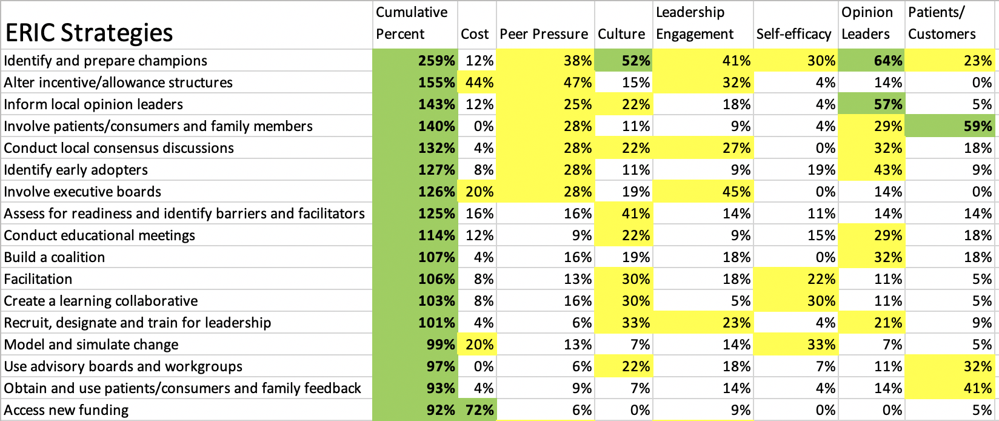 ERIC Strategies Cumulative Percent Cost Peer Pressure Culture Leadership Engagement Self-efficacy Opinion Leaders Patients/ Customers
Identify and prepare champions 259% 12% 38% 52% 41% 30% 64% 23%
Alter incentive/allowance structures 155% 44% 47% 15% 32% 4% 14% 0%
Inform local opinion leaders 143% 12% 25% 22% 18% 4% 57% 5%
Involve patients/consumers and family members 140% 0% 28% 11% 9% 4% 29% 59%
Conduct local consensus discussions 132% 4% 28% 22% 27% 0% 32% 18%
Identify early adopters 127% 8% 28% 11% 9% 19% 43% 9%
Involve executive boards 126% 20% 28% 19% 45% 0% 14% 0%
Assess for readiness and identify barriers and facilitators 125% 16% 16% 41% 14% 11% 14% 14%
Conduct educational meetings 114% 12% 9% 22% 9% 15% 29% 18%
Build a coalition 107% 4% 16% 19% 18% 0% 32% 18%
Facilitation 106% 8% 13% 30% 18% 22% 11% 5%
Create a learning collaborative 103% 8% 16% 30% 5% 30% 11% 5%
Recruit, designate and train for leadership 101% 4% 6% 33% 23% 4% 21% 9%
Model and simulate change 99% 20% 13% 7% 14% 33% 7% 5%
Use advisory boards and workgroups 97% 0% 6% 22% 18% 7% 11% 32%
Obtain and use patients/consumers and family feedback 93% 4% 9% 7% 14% 4% 14% 41%
Access new funding 92% 72% 6% 0% 9% 0% 0% 5%